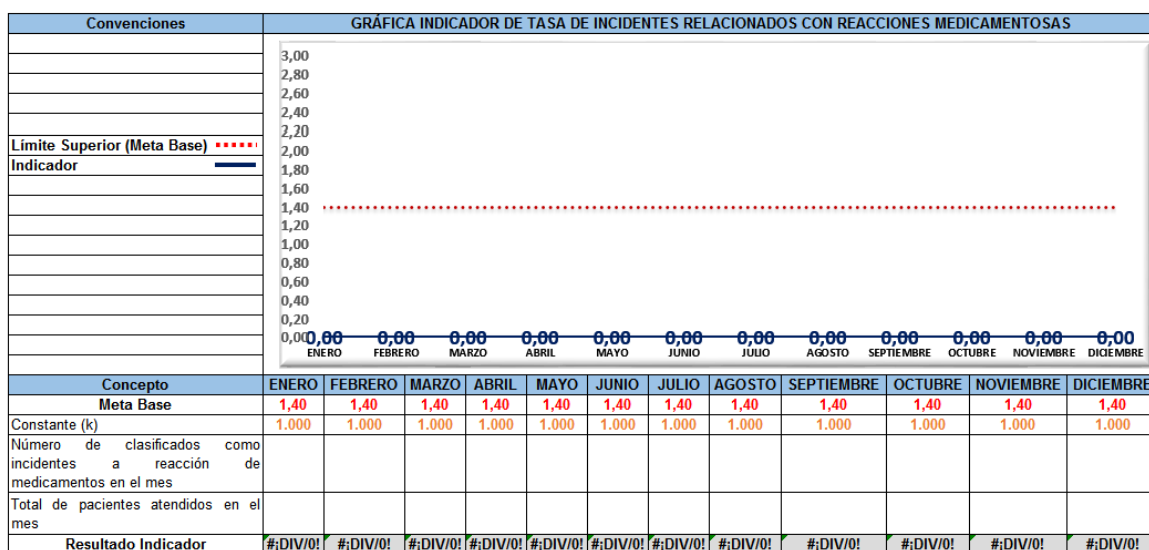 Convenciones
GRÁFICA INDICADOR DE TASA DE INCIDENTES RELACIONADOS CON REACCIONES MEDICAMENTOSAS
Límite Superior (Meta Base)
Indicador
3,00
2,80
2,60
2,40
2,20
2,00
1,80
1,60
1,40
1,20
1,00
0,80
0,60
0,40
0,20
0,00
0,00 0,00 0,00 0,00 0,00 0,00 0,00 0,00 0,00 0,00 0,00 0,00
ENERO FEBRERO MARZO ABRIL MAYO JUNIO JULIO AGOSTO SEPTIEMBRE OCTUBRE NOVIEMBRE DICIEMBRE
Concepto ENERO FEBRERO MARZO ABRIL MAYO JUNIO JULIO AGOSTO SEPTIEMBRE OCTUBRE NOVIEMBRE DICIEMBRE
Meta Base 1,40 1,40 1,40 1,40 1,40 1,40 1,40 1,40 1,40 1,40 1,40 1,40
Constante (k) 1.000 1.000 1.000 1.000 1.000 1.000 1.000 1.000 1.000 1.000 1.000 1.000
Número de clasificados como
incidentes a reacción de
medicamentos en el mes
Total de pacientes atendidos en el
mes
Resultado Indicador #¡DIV/0! #¡DIV/0! #¡DIV/0! #¡DIV/0! #¡DIV/0! #¡DIV/0! #¡DIV/0! #¡DIV/0! #¡DIV/0! #¡DIV/0! #¡DIV/0! #¡DIV/0!